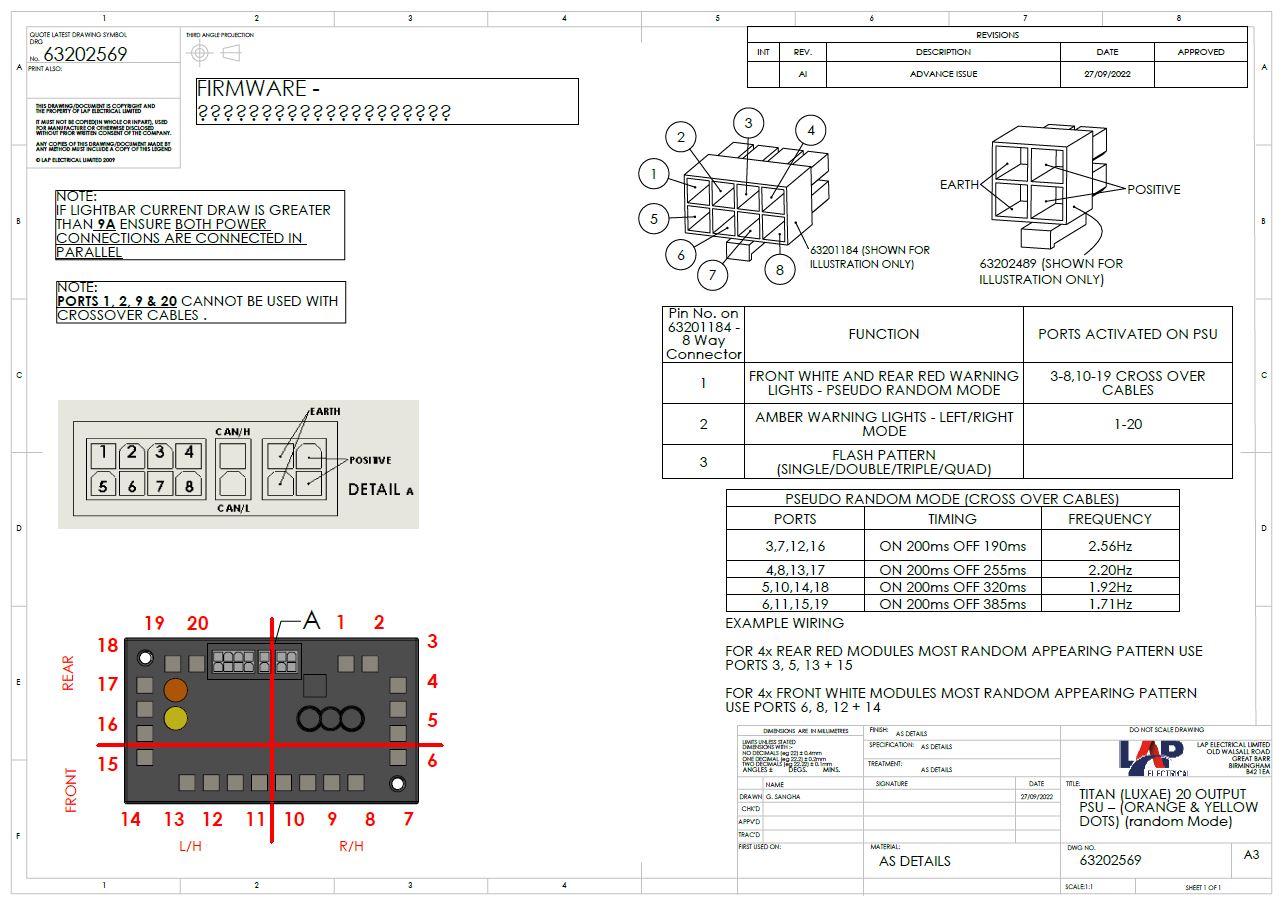 1 2 3 4 5 6 7 8
QUOTE LATEST DRAWING SYMBOL
DRG
No. 63202569
PRINT ALSO:
THIS DRAWING/DOCUMENT IS COPYRIGHT AND
THE PROPERTY OF LAP ELECTRICAL LIMITED
IT MUST NOT BE COPIED(IN WHOLE OR INPART), USED
FOR MANUFACTURE OR OTHERWISE DISCLOSED
WITHOUT PRIOR WRITTEN CONSENT OF THE COMPANY.
ANY COPIES OF THIS DRAWING/DOCUMENT MADE BY
ANY METHOD MUST INCLUDE A COPY OF THIS LEGEND
© LAP ELECTRICAL LIMITED 2009
THIRD ANGLE PROJECTION
FIRMWARE -
????????????????????
REVISIONS
INT REV. DESCRIPTION DATE APPROVED
AI ADVANCE ISSUE 27/09/2022
A A
B B
C C
D D
E E
F F
NOTE:
IF LIGHTBAR CURRENT DRAW IS GREATER
THAN 9A ENSURE BOTH POWER
CONNECTIONS ARE CONNECTED IN
PARALLEL
NOTE:
PORTS 1, 2, 9 & 20 CANNOT BE USED WITH
CROSSOVER CABLES .
1
2
3
4
5
6
7
8
63201184 (SHOWN FOR
ILLUSTRATION ONLY)
EARTH
POSITIVE
63202489 (SHOWN FOR
ILLUSTRATION ONLY)
Pin No. on
63201184 -
8 Way
Connector
FUNCTION
PORTS ACTIVATED ON PSU
1
FRONT WHITE AND REAR RED WARNING
LIGHTS - PSEUDO RANDOM MODE
3-8,10-19 CROSS OVER
CABLES
2
AMBER WARNING LIGHTS - LEFT/RIGHT
MODE
1-20
3
FLASH PATTERN
(SINGLE/DOUBLE/TRIPLE/QUAD)
EARTH
CAN/H
1 2 3 4
5 6 7 8
POSITIVE
DETAIL A
CAN/L
PSEUDO RANDOM MODE (CROSS OVER CABLES)
PORTS TIMING FREQUENCY
3,7,12,16 ON 200ms OFF 190ms 2.56Hz
4,8,13,17 ON 200ms OFF 255ms 2.20Hz
5,10,14,18 ON 200ms OFF 320ms 1.92Hz
6,11,15,19 ON 200ms OFF 385ms 1.71Hz
EXAMPLE WIRING
FOR 4x REAR RED MODULES MOST RANDOM APPEARING PATTERN USE
PORTS 3, 5, 13 + 15
FOR 4x FRONT WHITE MODULES MOST RANDOM APPEARING PATTERN
USE PORTS 6, 8, 12 + 14
19 20 A 1 2
18 3
REAR
17 4
16 5
15 6
FRONT
14 13 12 11 10 9 8 7
L/H R/H
DIMENSIONS ARE IN MILLIMETRES
LIMITS UNLESS STATED
DIMENSIONS WITH :-
NO DECIMALS (eg 22) ± 0.4mm
ONE DECIMAL (eg 22.2) ± 0.2mm
TWO DECIMALS (eg 22.22) ± 0.1mm
ANGLES ± DEGS. MINS.
FINISH: AS DETAILS
SPECIFICATION: AS DETAILS
TREATMENT:
AS DETAILS
DO NOT SCALE DRAWING
LAP
ELECTRICAL
LAP ELECTRICAL LIMITED
OLD WALSALL ROAD
GREAT BARR
BIRMINGHAM
B42 1EA
NAME SIGNATURE DATE
DRAWN G. SANGHA 27/09/2022
CHK'D
APPV'D
TRAC'D
TITLE:
TITAN (LUXAE) 20 OUTPUT
PSU – (ORANGE & YELLOW
DOTS) (random Mode)
FIRST USED ON:
MATERIAL:
AS DETAILS
DWG NO.
63202569
A3
SCALE:1:1
SHEET 1 OF 1
1 2 3 4 5 6 7 8